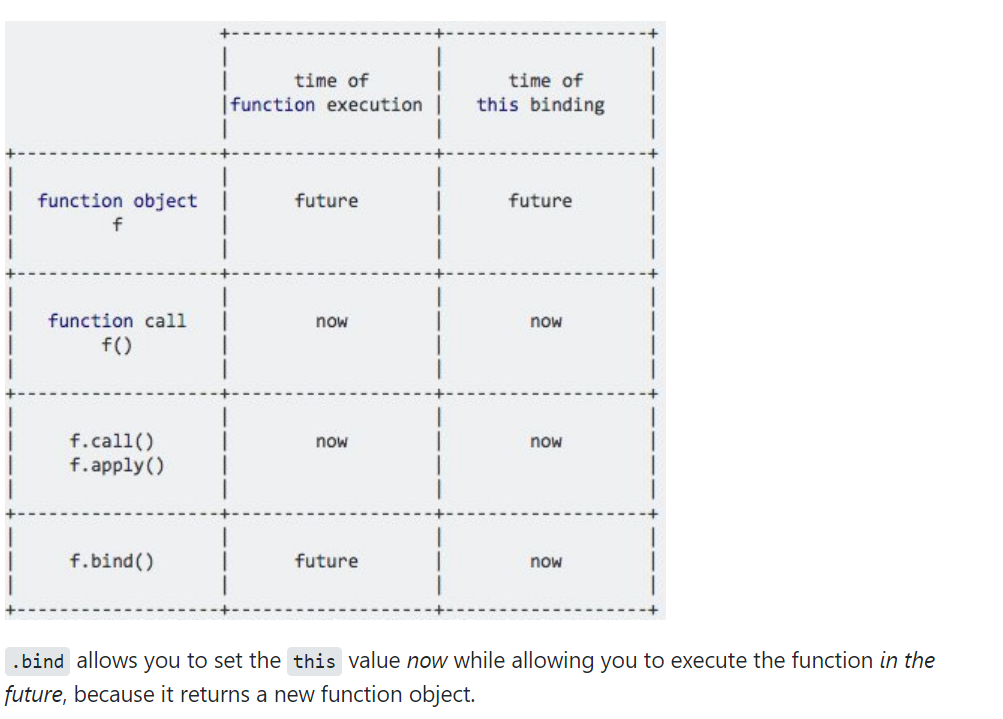 time of time of
function execution this binding
function object future future
f
function call now now
f()
f.call() now now
f.apply()
f.bind() future now
.bind allows you to set the this value now while allowing you to execute the function in the
future, because it returns a new function object.